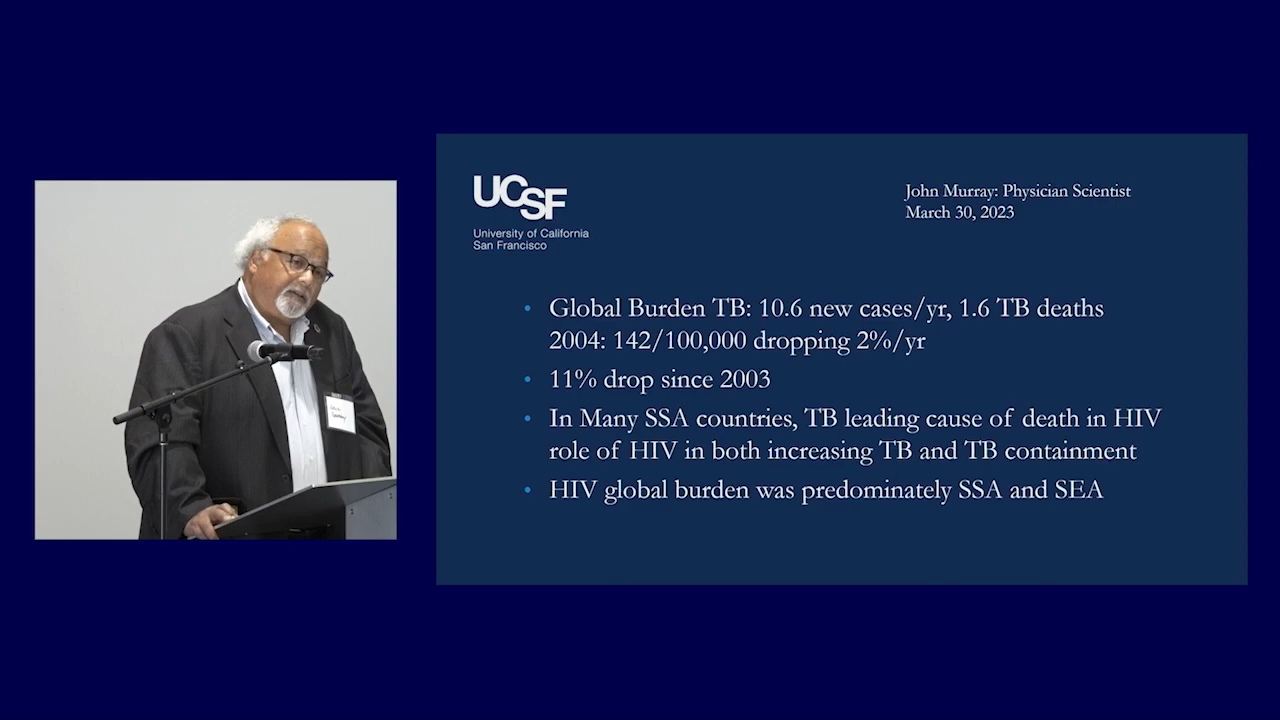 UCSF
University of California
San Francisco
John Murray: Physician Scientist
March 30, 2023
• Global Burden TB: 10.6 new cases/yr, 1.6 TB deaths
2004: 142/100,000 dropping 2%/yr
• 11% drop since 2003
• In Many SSA countries, TB leading cause of death in HIV
role of HIV in both increasing TB and TB containment
• HIV global burden was predominately SSA and SEA